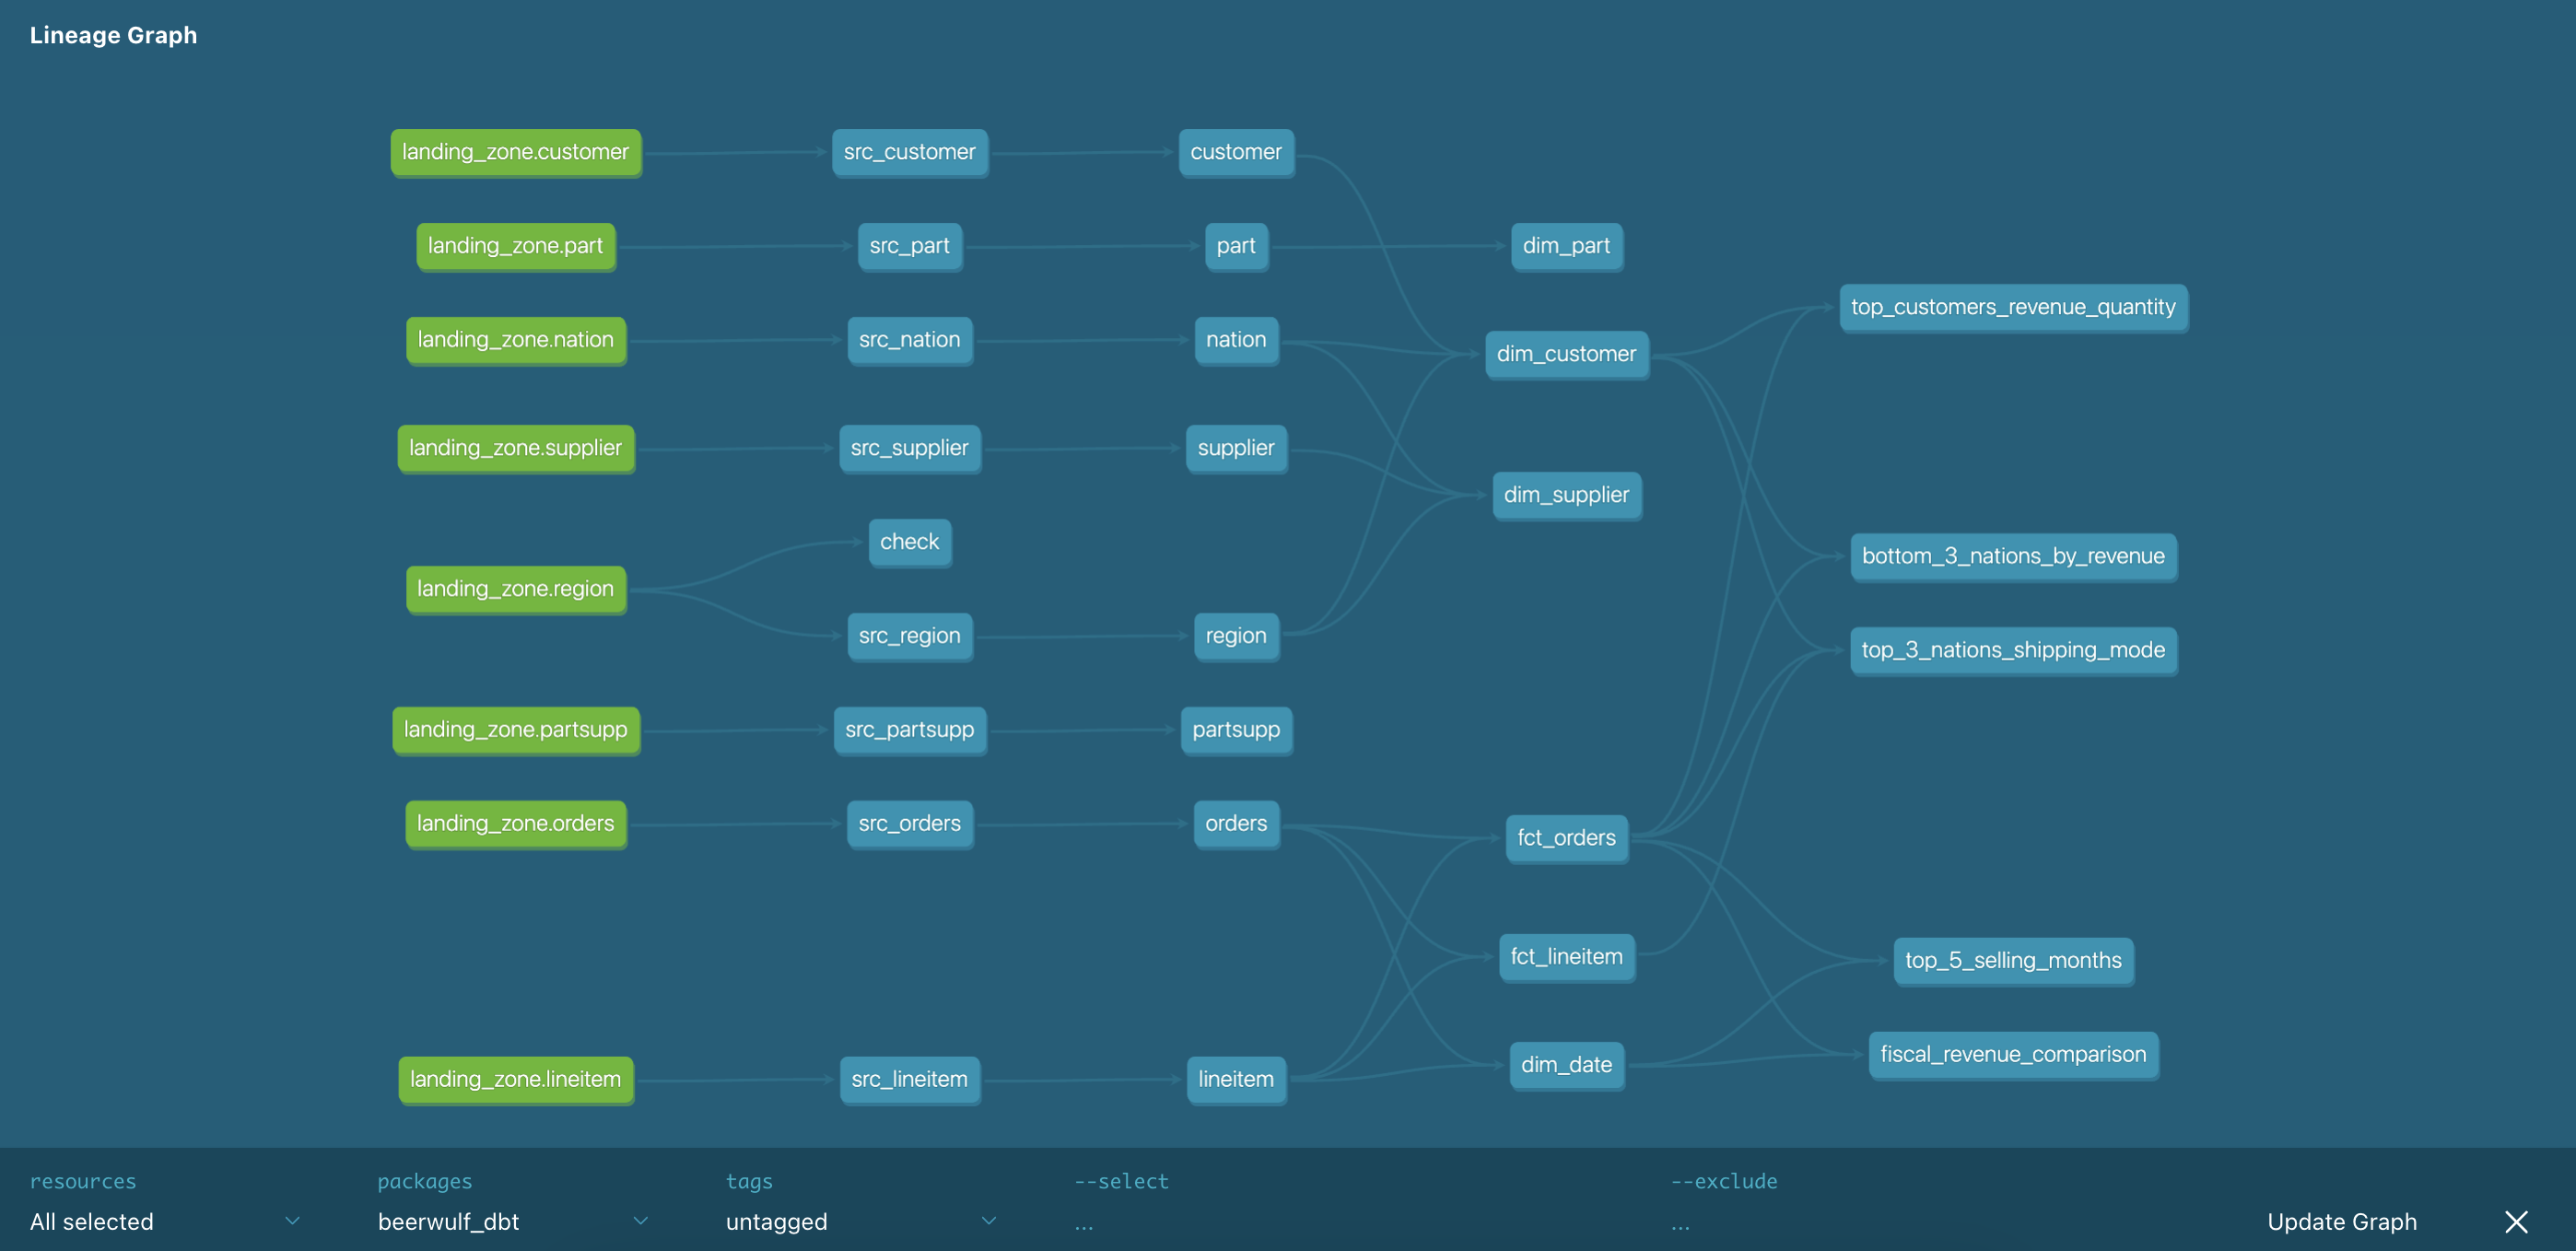 Lineage Graph
landing_zone.customer
src_customer
customer
landing_zone.part
src_part
part
dim_part
top_customers_revenue_quantity
landing_zone.nation
src_nation
nation
dim_customer
landing_zone.supplier
src_supplier
supplier
dim_supplier
check
bottom_3_nations_by_revenue
landing_zone.region
src_region
region
top_3_nations_shipping_mode
landing_zone.partsupp
src_partsupp
partsupp
landing_zone.orders
src_orders
orders
fct_orders
fct_lineitem
top_5_selling_months
fiscal_revenue_comparison
dim_date
landing_zone.lineitem
src_lineitem
lineitem
resources
packages
tags
--select
--exclude
All selected
beerwulf_dbt
untagged
...
...
Update Graph